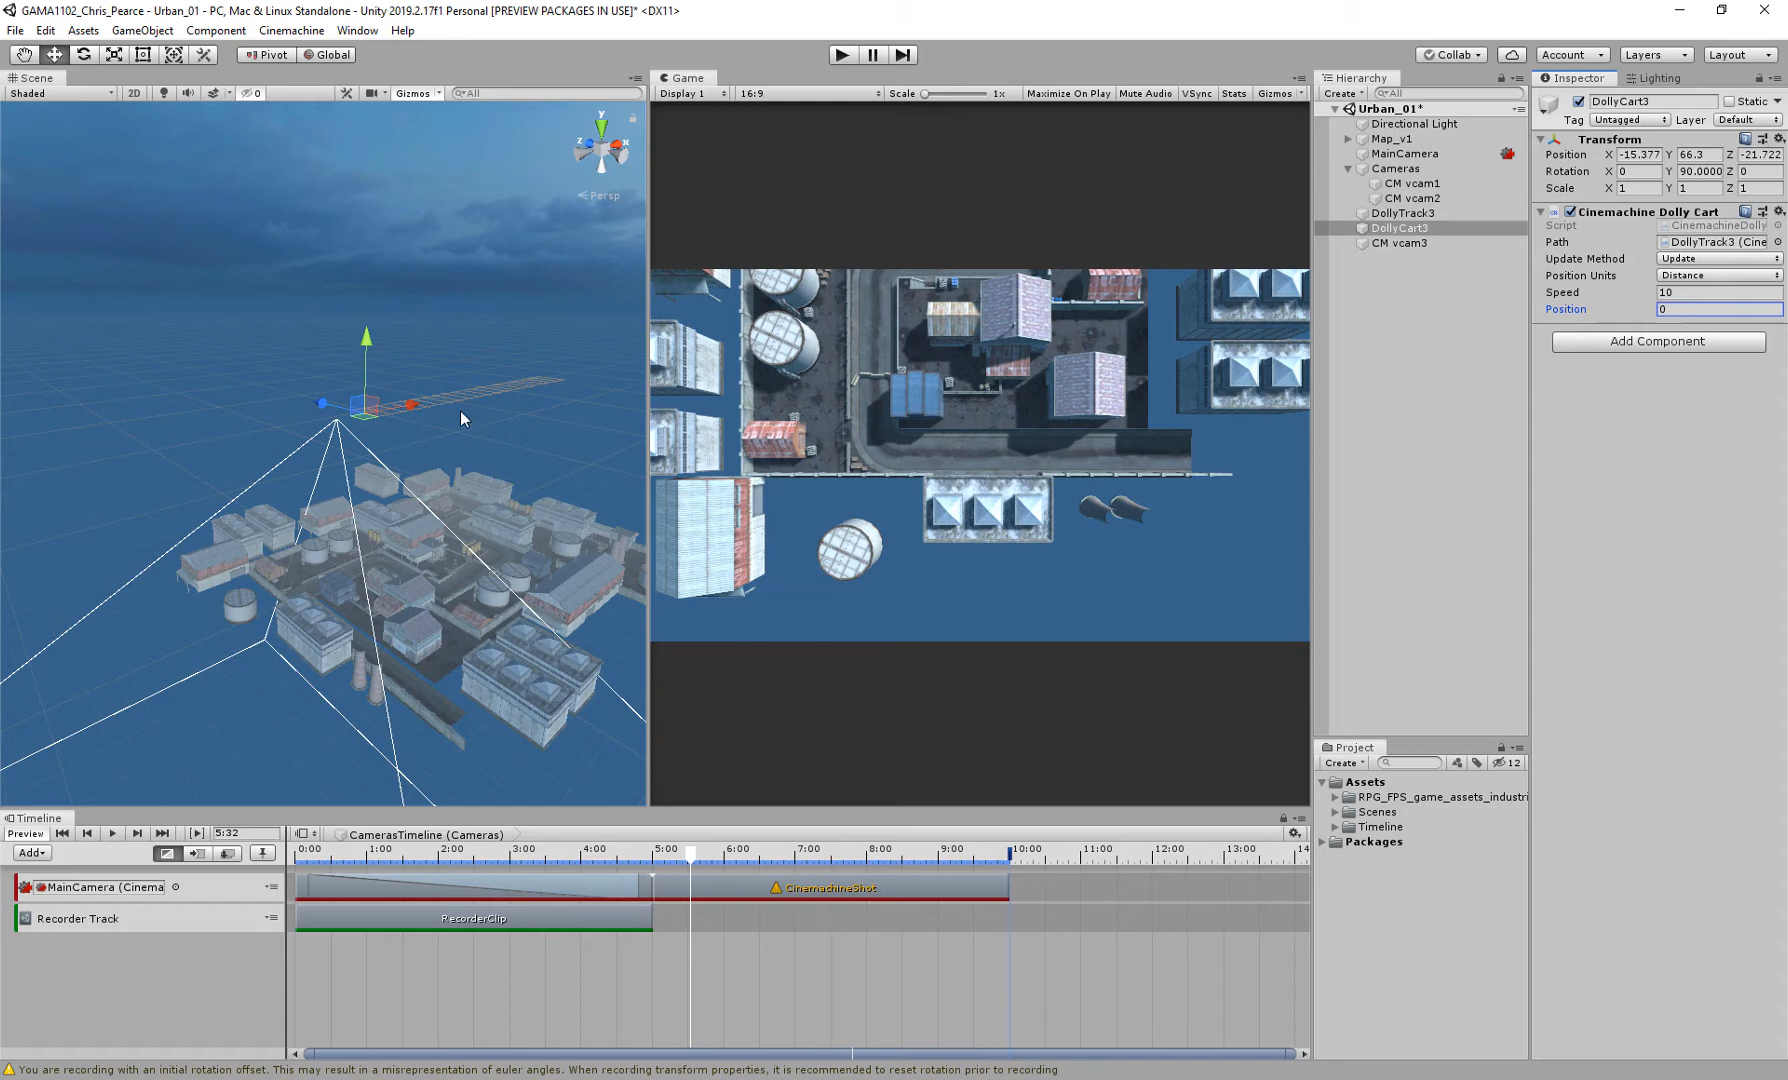 GAMA1102_Chris_Pearce - Urban_01 - PC, Mac & Linux Standalone - Unity 2019.2.17f1 Personal [PREVIEW PACKAGES IN USE]* <DX11>
File Edit Assets GameObject Component Cinemachine Window Help
Pivot Global Collab Account Layers Layout
Scene
Shaded 2D 0 Gizmos All
y
x
z
Persp
Game
Display 1 16:9 Scale 1x Maximize On Play Mute Audio VSync Stats Gizmos
Hierarchy
Create All
Urban_01*
Directional Light
Map_v1
MainCamera
Cameras
CM vcam1
CM vcam2
DollyTrack3
DollyCart3
CM vcam3
Inspector Lighting
DollyCart3 Static
Tag Untagged Layer Default
Transform
Position X -15.377 Y 66.3 Z -21.722
Rotation X 0 Y 90.0000 Z 0
Scale X 1 Y 1 Z 1
Cinemachine Dolly Cart
Script CinemachineDolly
Path DollyTrack3 (Cine
Update Method Update
Position Units Distance
Speed 10
Position 0
Add Component
Project
Create 12
Assets
RPG_FPS_game_assets_industri
Scenes
Timeline
Packages
Timeline
Preview 5:32 CamerasTimeline (Cameras)
Add 0:00 1:00 2:00 3:00 4:00 5:00 6:00 7:00 8:00 9:00 10:00 11:00 12:00 13:00 14
MainCamera (Cinema CinemachineShot
Recorder Track RecorderClip
You are recording with an initial rotation offset. This may result in a misrepresentation of euler angles. When recording transform properties, it is recommended to reset rotation prior to recording